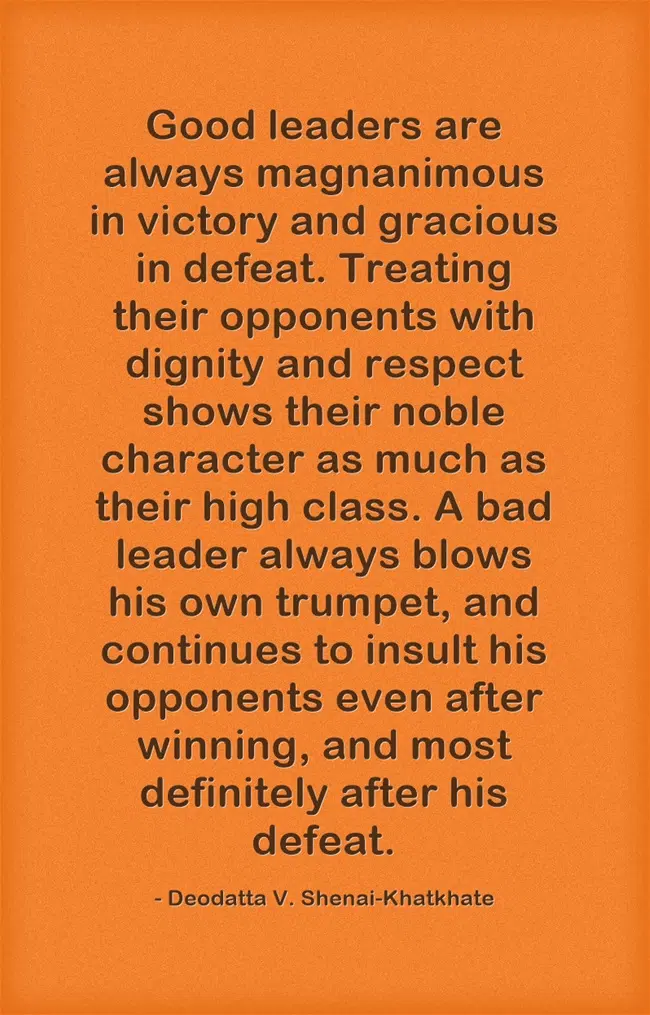 Good leaders are
always magnanimous
in victory and gracious
in defeat. Treating
their opponents with
dignity and respect
shows their noble
character as much as
their high class. A bad
leader always blows
his own trumpet, and
continues to insult his
opponents even after
winning, and most
definitely after his
defeat.
- Deodatta V. Shenai-Khatkhate